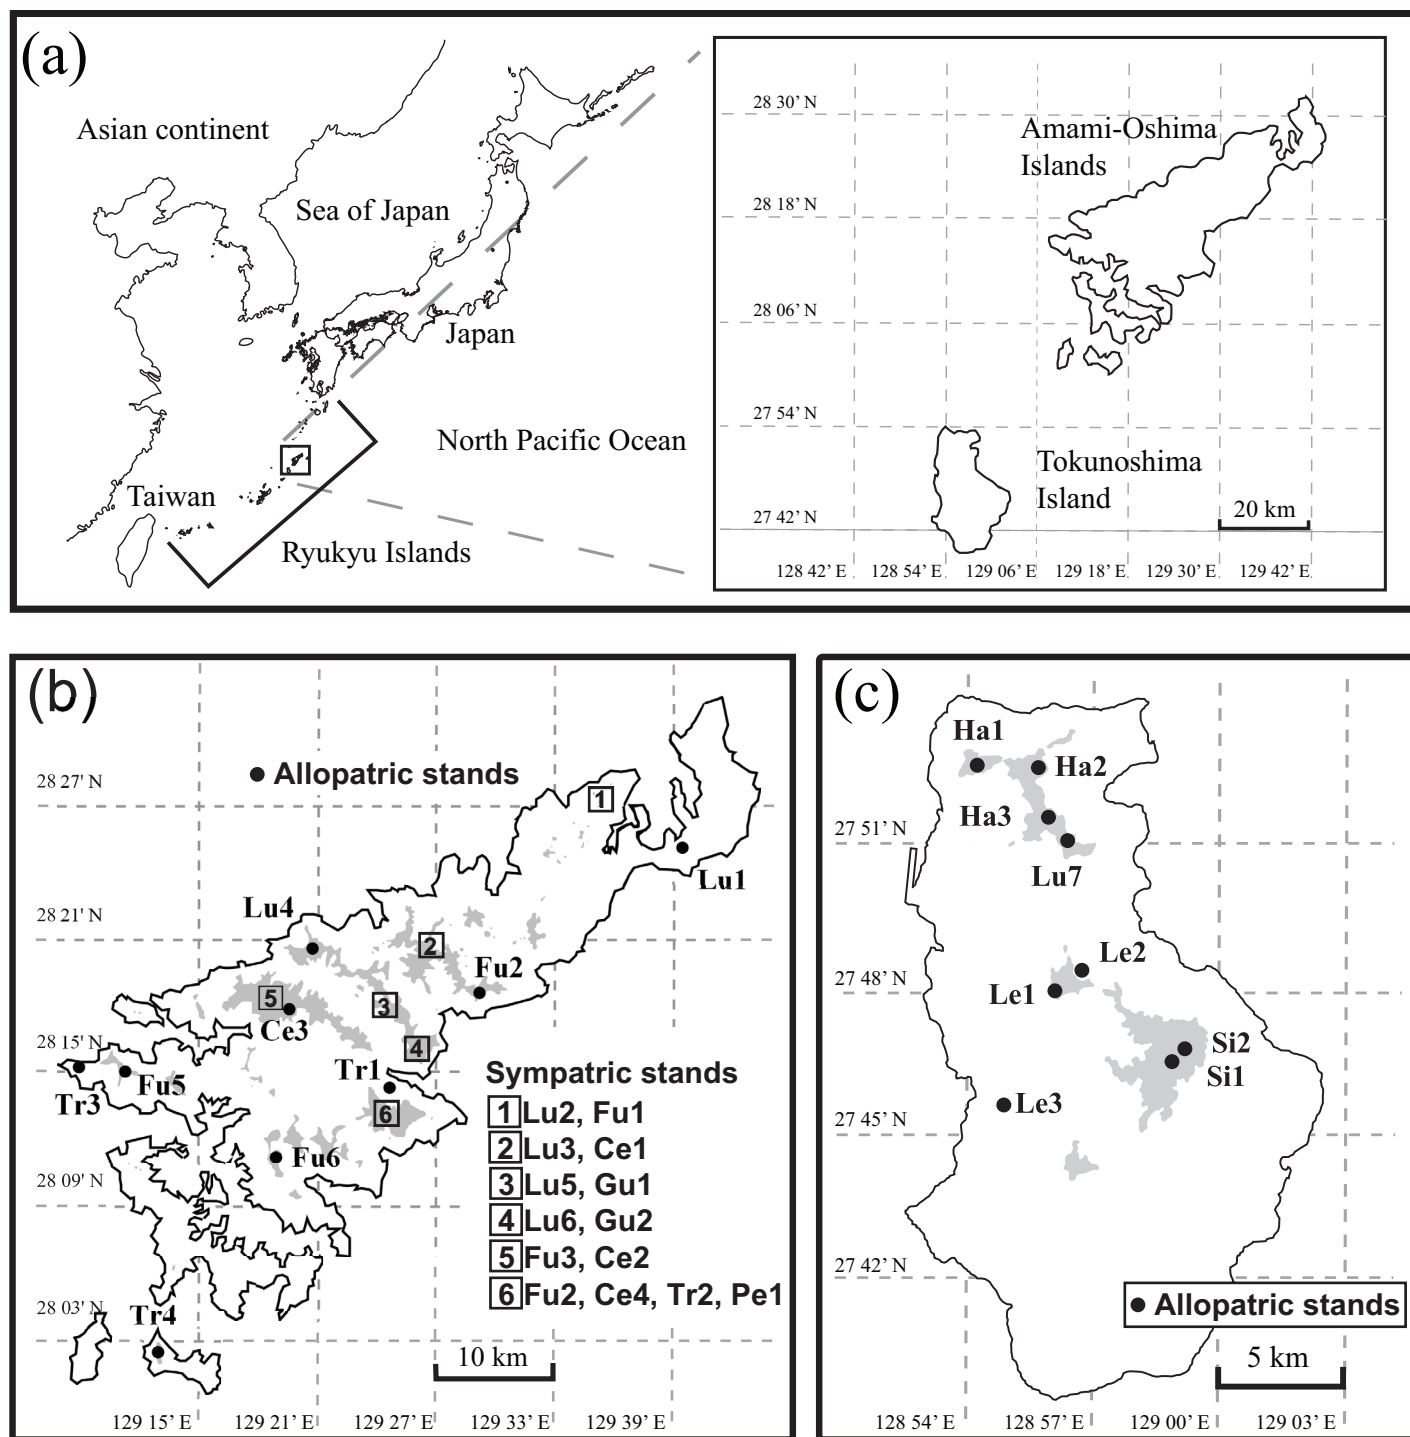 (a)
Asian continent
Sea of Japan
Japan
North Pacific Ocean
Taiwan
Ryukyu Islands
28 30' N
Amami-Oshima
Islands
28 18' N
28 06' N
27 54' N
Tokunoshima
Island
20 km
27 42' N
128 42' E
128 54' E
129 06' E
129 18' E
129 30' E
129 42' E
(b)
Allopatric stands
28 27' N
1
Lu1
28 21' N
Lu4
2
Fu2
5
3
Ce3
4
28 15' N
Tr1
Tr3
Fu5
6
Fu6
28 09' N
Sympatric stands
1 Lu2, Fu1
2 Lu3, Ce1
3 Lu5, Gu1
4 Lu6, Gu2
5 Fu3, Ce2
6 Fu2, Ce4, Tr2, Pe1
28 03' N
Tr4
10 km
129 15' E
129 21' E
129 27' E
129 33' E
129 39' E
(c)
Ha1
Ha2
Ha3
27 51' N
Lu7
Le2
27 48' N
Le1
Si2
Si1
Le3
27 45' N
27 42' N
Allopatric stands
5 km
128 54' E
128 57' E
129 00' E
129 03' E